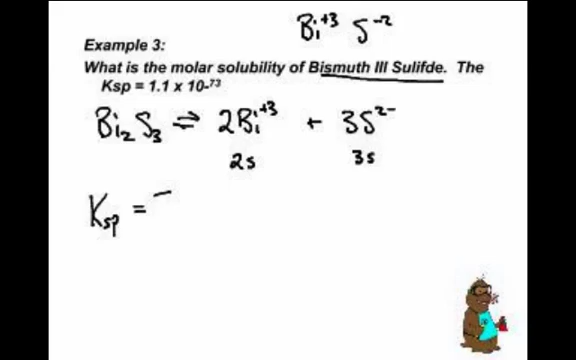 Bi+3 S-2
Example 3:
What is the molar solubility of Bismuth III Sulifde. The
Ksp = 1.1 x 10-73
Bi2S3 ⇌ 2Bi+3 + 3S2-
2s 3s
Ksp =